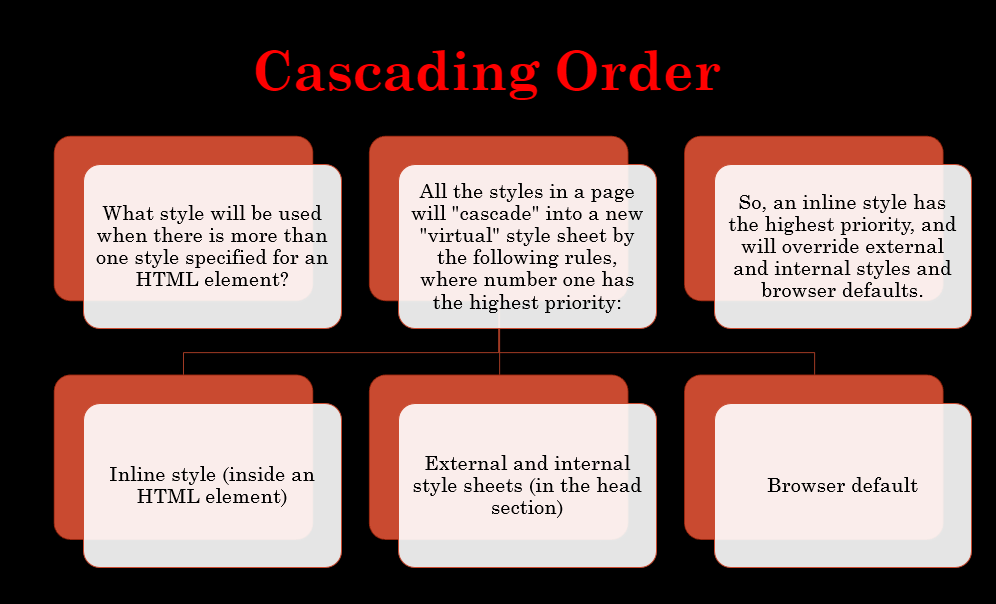 Cascading Order
What style will be used
when there is more than
one style specified for an
HTML element?
All the styles in a page
will "cascade" into a new
"virtual" style sheet by
the following rules,
where number one has
the highest priority:
So, an inline style has
the highest priority, and
will override external
and internal styles and
browser defaults.
Inline style (inside an
HTML element)
External and internal
style sheets (in the head
section)
Browser default